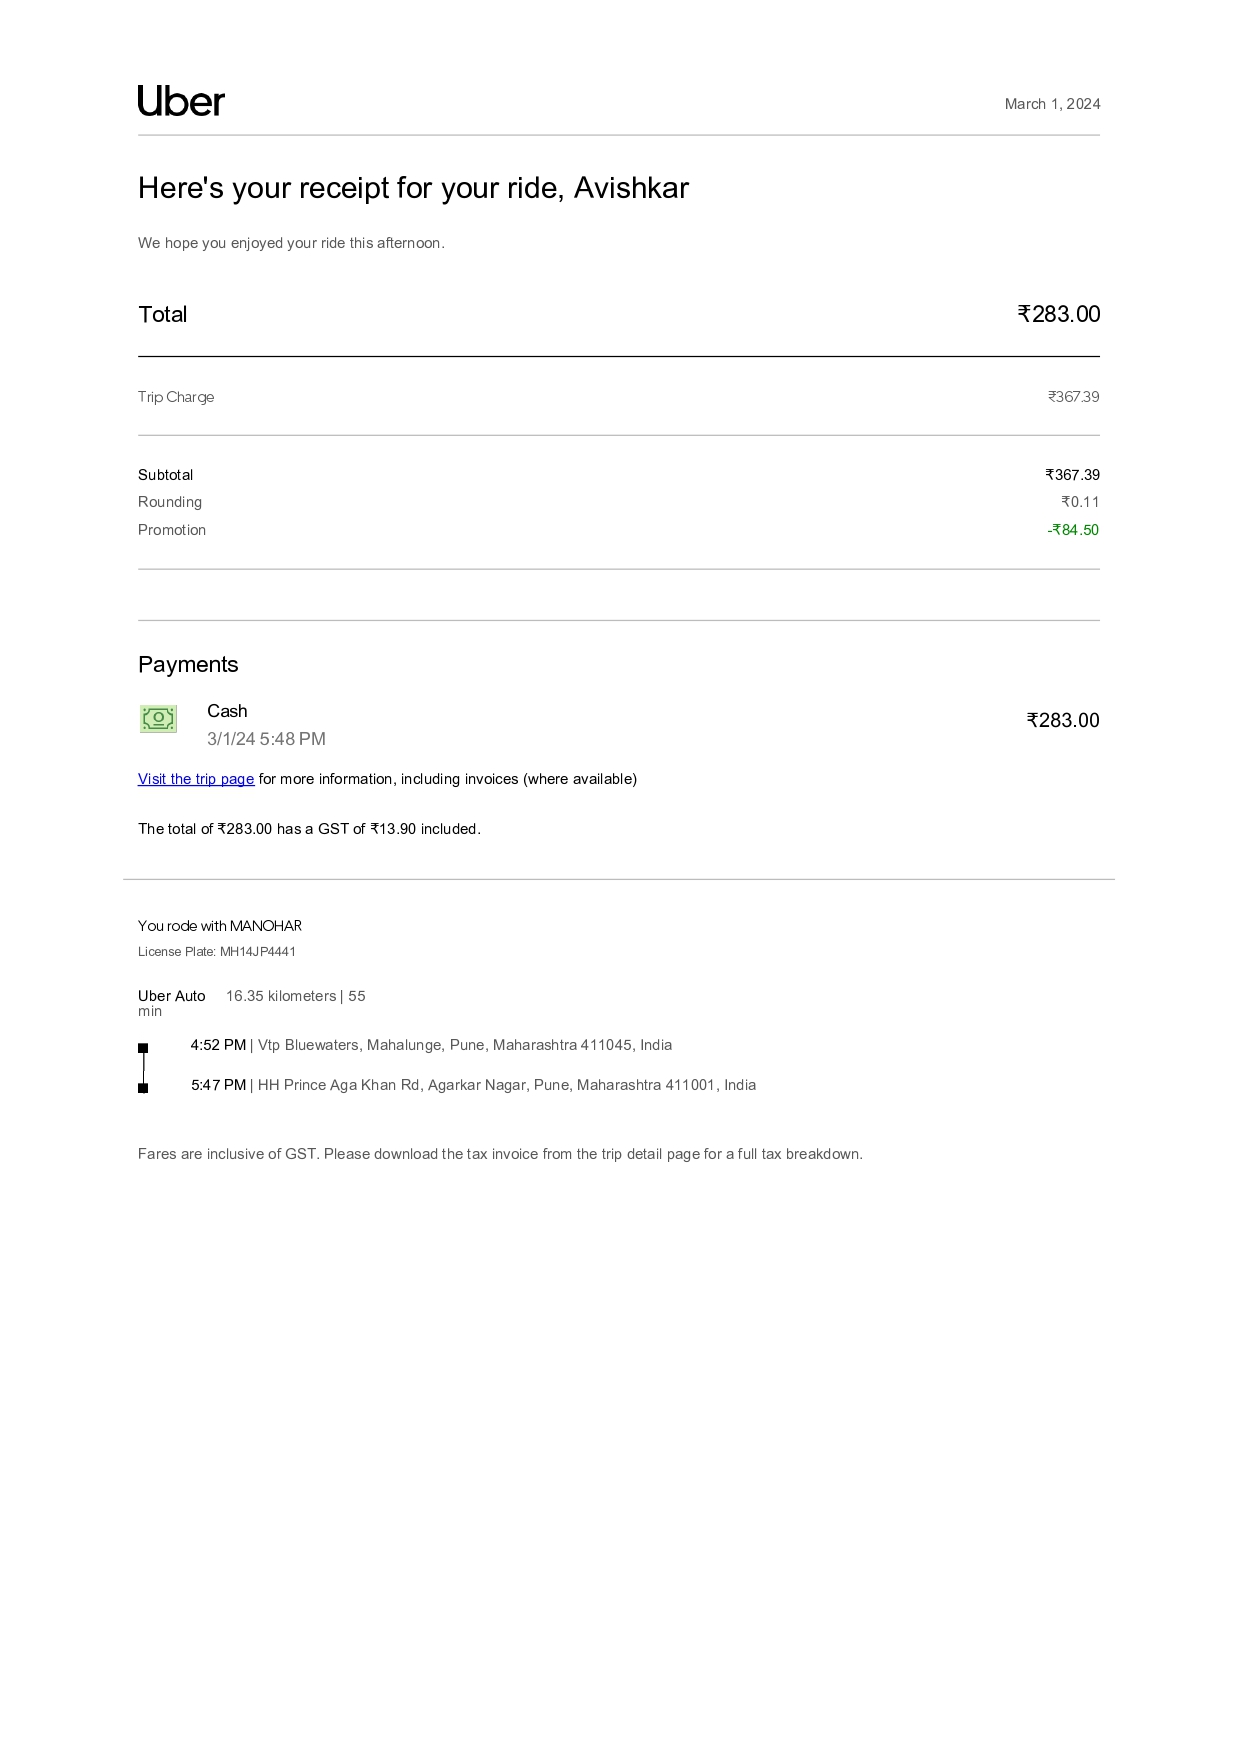 Uber
March 1, 2024
Here's your receipt for your ride, Avishkar
We hope you enjoyed your ride this afternoon.
Total ₹283.00
Trip Charge ₹367.39
Subtotal ₹367.39
Rounding ₹0.11
Promotion -₹84.50
Payments
Cash ₹283.00
3/1/24 5:48 PM
Visit the trip page for more information, including invoices (where available)
The total of ₹283.00 has a GST of ₹13.90 included.
You rode with MANOHAR
License Plate: MH14JP4441
Uber Auto 16.35 kilometers | 55
min
4:52 PM | Vtp Bluewaters, Mahalunge, Pune, Maharashtra 411045, India
5:47 PM | HH Prince Aga Khan Rd, Agarkar Nagar, Pune, Maharashtra 411001, India
Fares are inclusive of GST. Please download the tax invoice from the trip detail page for a full tax breakdown.